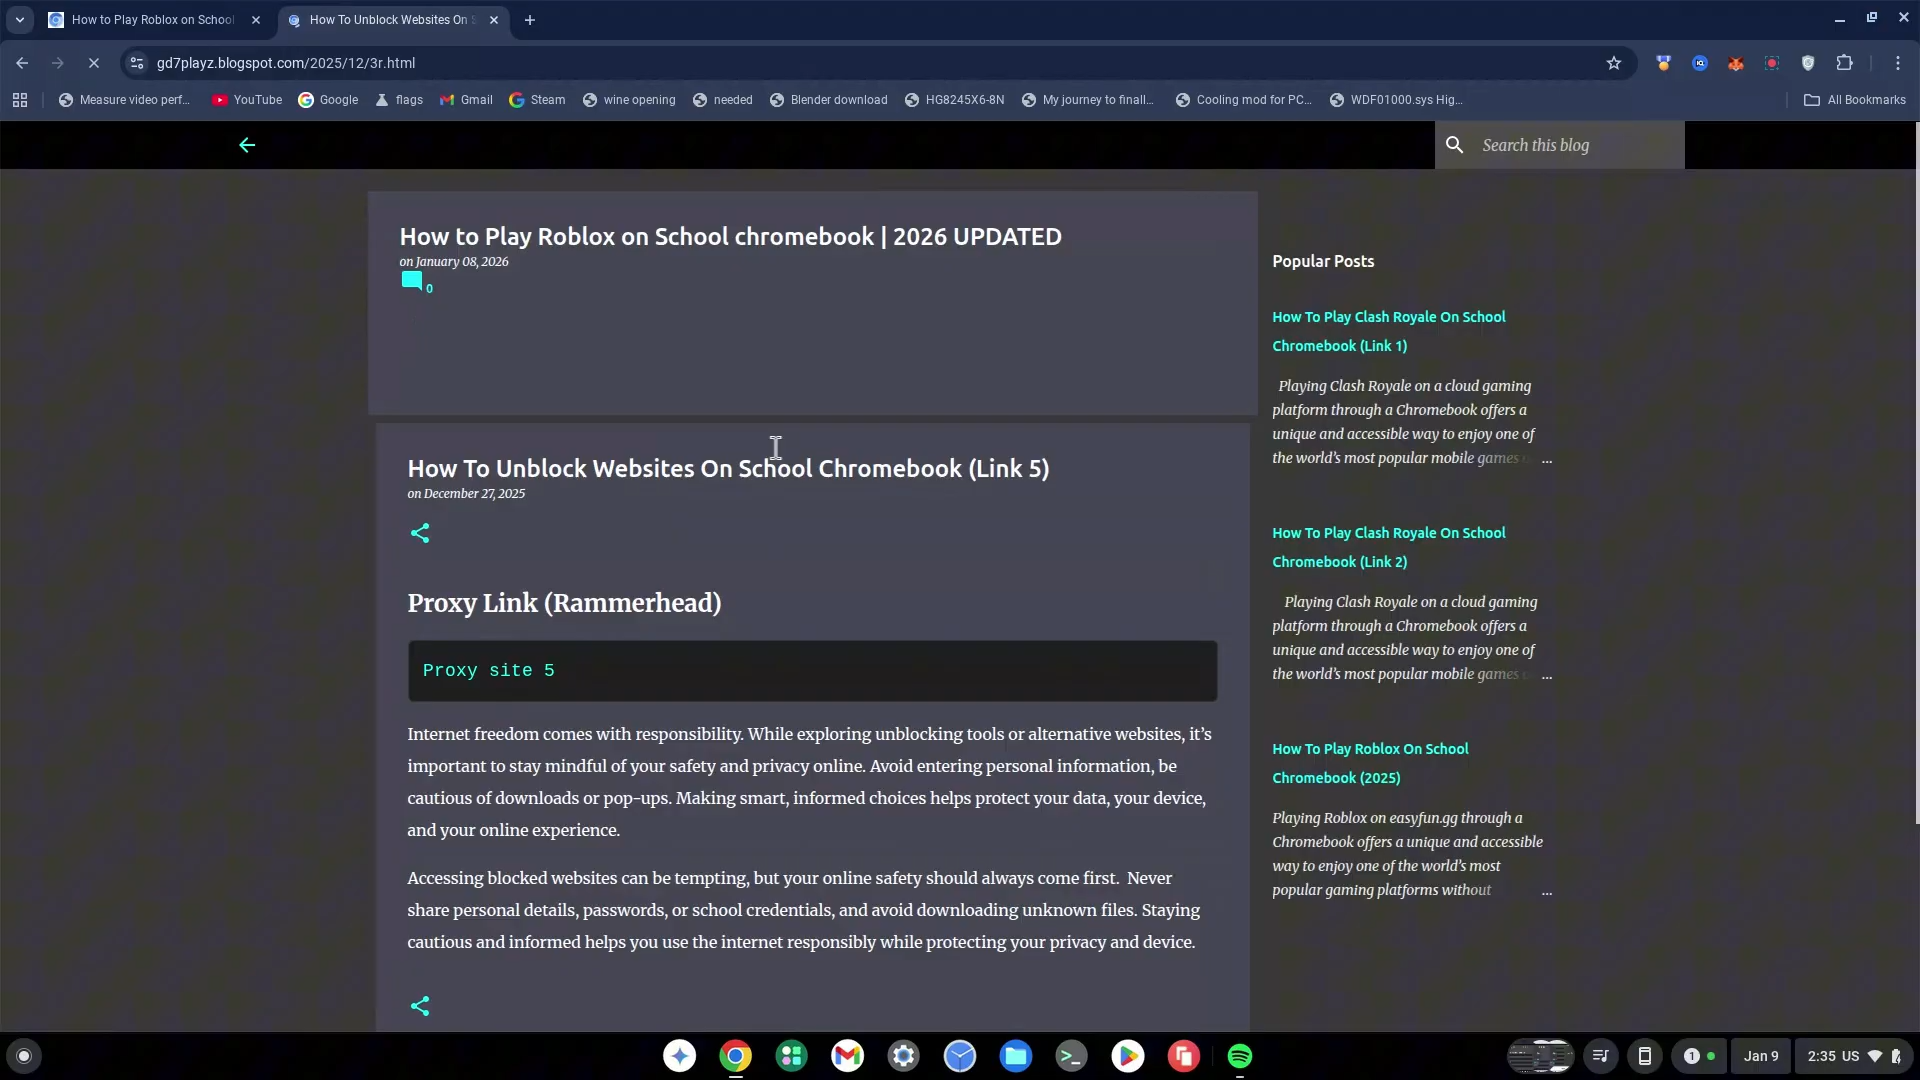 How to Play Roblox on School
How To Unblock Websites On S
gd7playz.blogspot.com/2025/12/3r.html
Measure video perf...
YouTube
Google
flags
Gmail
Steam
wine opening
needed
Blender download
HG8245X6-8N
My journey to finall...
Cooling mod for PC...
WDF01000.sys Hig...
All Bookmarks
Search this blog
How to Play Roblox on School chromebook | 2026 UPDATED
on January 08, 2026
0
How To Unblock Websites On School Chromebook (Link 5)
on December 27, 2025
Proxy Link (Rammerhead)
Proxy site 5
Internet freedom comes with responsibility. While exploring unblocking tools or alternative websites, it’s
important to stay mindful of your safety and privacy online. Avoid entering personal information, be
cautious of downloads or pop-ups. Making smart, informed choices helps protect your data, your device,
and your online experience.
Accessing blocked websites can be tempting, but your online safety should always come first.  Never
share personal details, passwords, or school credentials, and avoid downloading unknown files. Staying
cautious and informed helps you use the internet responsibly while protecting your privacy and device.
Popular Posts
How To Play Clash Royale On School
Chromebook (Link 1)
Playing Clash Royale on a cloud gaming
platform through a Chromebook offers a
unique and accessible way to enjoy one of
the world’s most popular mobile games o ...
How To Play Clash Royale On School
Chromebook (Link 2)
Playing Clash Royale on a cloud gaming
platform through a Chromebook offers a
unique and accessible way to enjoy one of
the world’s most popular mobile games o ...
How To Play Roblox On School
Chromebook (2025)
Playing Roblox on easyfun.gg through a
Chromebook offers a unique and accessible
way to enjoy one of the world’s most
popular gaming platforms without ...
1
Jan 9
2:35 US